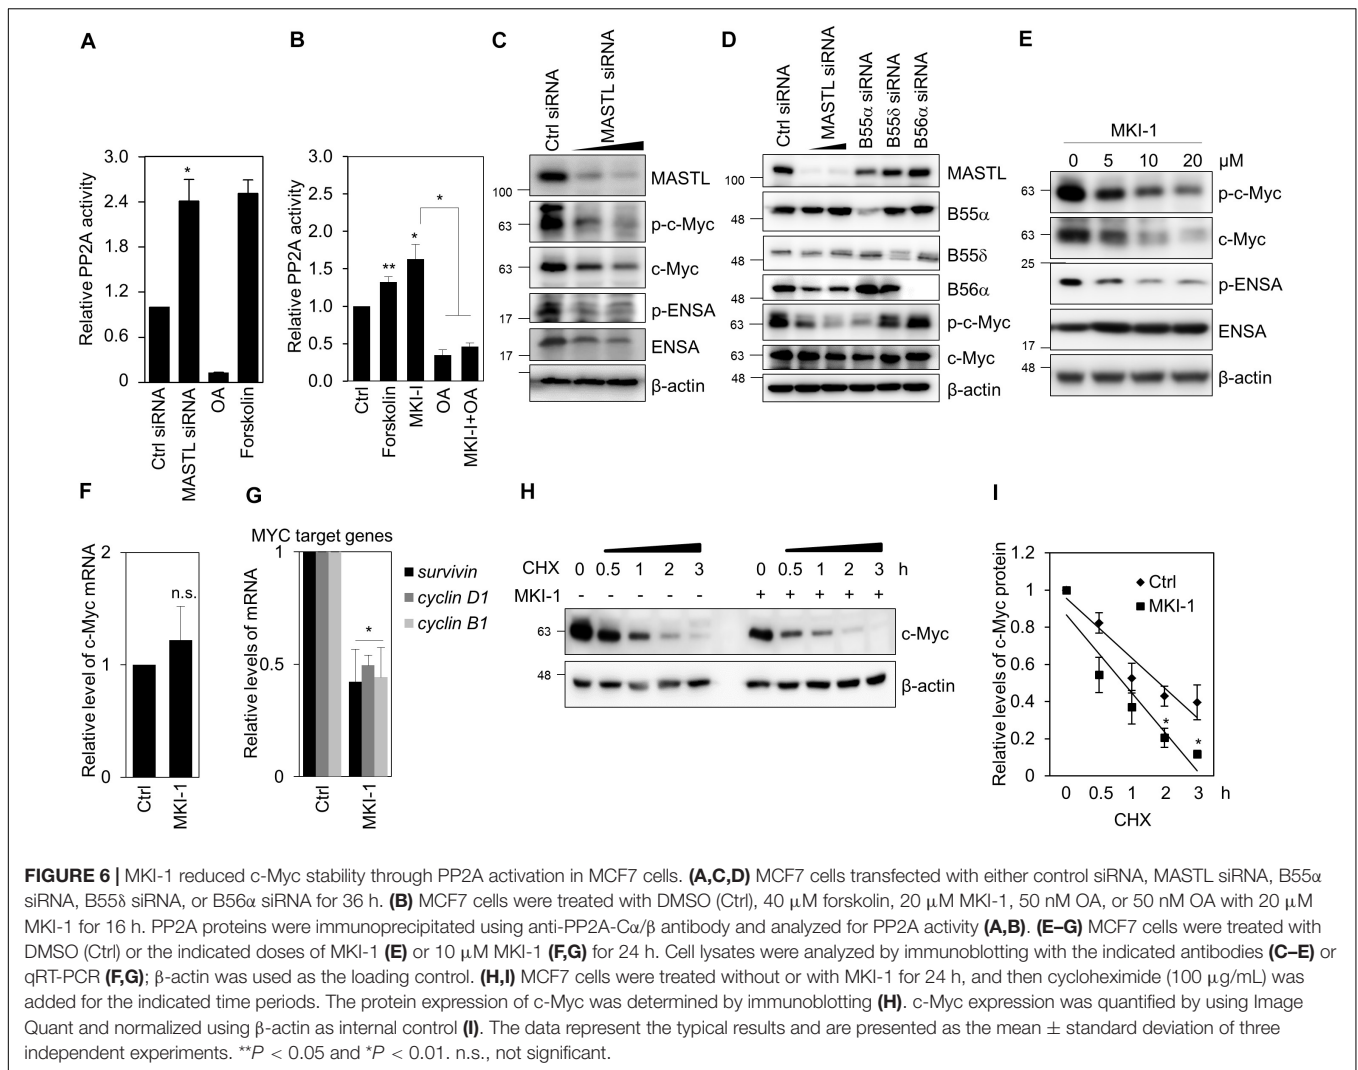 A
Relative PP2A activity
3.0
2.4
1.8
1.2
0.6
0
*
Ctrl siRNA
MASTL siRNA
OA
Forskolin
B
Relative PP2A activity
3.0
2.5
2.0
1.5
1.0
0.5
0.0
**
*
*
Ctrl
Forskolin
MKI-I
OA
MKI-I+OA
C
Ctrl siRNA
MASTL siRNA
100
MASTL
63
p-c-Myc
63
c-Myc
17
p-ENSA
17
ENSA
β-actin
D
Ctrl siRNA
MASTL siRNA
B55α siRNA
B55δ siRNA
B56α siRNA
100
MASTL
48
B55α
48
B55δ
48
B56α
63
p-c-Myc
63
c-Myc
48
β-actin
E
MKI-1
0 5 10 20 μM
63
p-c-Myc
63
c-Myc
25
p-ENSA
17
ENSA
48
β-actin
F
Relative level of c-Myc mRNA
2
1
0
n.s.
Ctrl
MKI-1
G
MYC target genes
Relative levels of mRNA
1
0.5
0
*
Ctrl
MKI-1
survivin
cyclin D1
cyclin B1
H
CHX 0 0.5 1 2 3 0 0.5 1 2 3 h
MKI-1 - - - - - + + + + +
63
c-Myc
48
β-actin
I
Relative levels of c-Myc protein
1.2
1
0.8
0.6
0.4
0.2
0
Ctrl
MKI-1
*
*
0 0.5 1 2 3 h
CHX
FIGURE 6 | MKI-1 reduced c-Myc stability through PP2A activation in MCF7 cells. (A,C,D) MCF7 cells transfected with either control siRNA, MASTL siRNA, B55α
siRNA, B55δ siRNA, or B56α siRNA for 36 h. (B) MCF7 cells were treated with DMSO (Ctrl), 40 μM forskolin, 20 μM MKI-1, 50 nM OA, or 50 nM OA with 20 μM
MKI-1 for 16 h. PP2A proteins were immunoprecipitated using anti-PP2A-Cα/β antibody and analyzed for PP2A activity (A,B). (E–G) MCF7 cells were treated with
DMSO (Ctrl) or the indicated doses of MKI-1 (E) or 10 μM MKI-1 (F,G) for 24 h. Cell lysates were analyzed by immunoblotting with the indicated antibodies (C–E) or
qRT-PCR (F,G); β-actin was used as the loading control. (H,I) MCF7 cells were treated without or with MKI-1 for 24 h, and then cycloheximide (100 μg/mL) was
added for the indicated time periods. The protein expression of c-Myc was determined by immunoblotting (H). c-Myc expression was quantified by using Image
Quant and normalized using β-actin as internal control (I). The data represent the typical results and are presented as the mean ± standard deviation of three
independent experiments. **P < 0.05 and *P < 0.01. n.s., not significant.